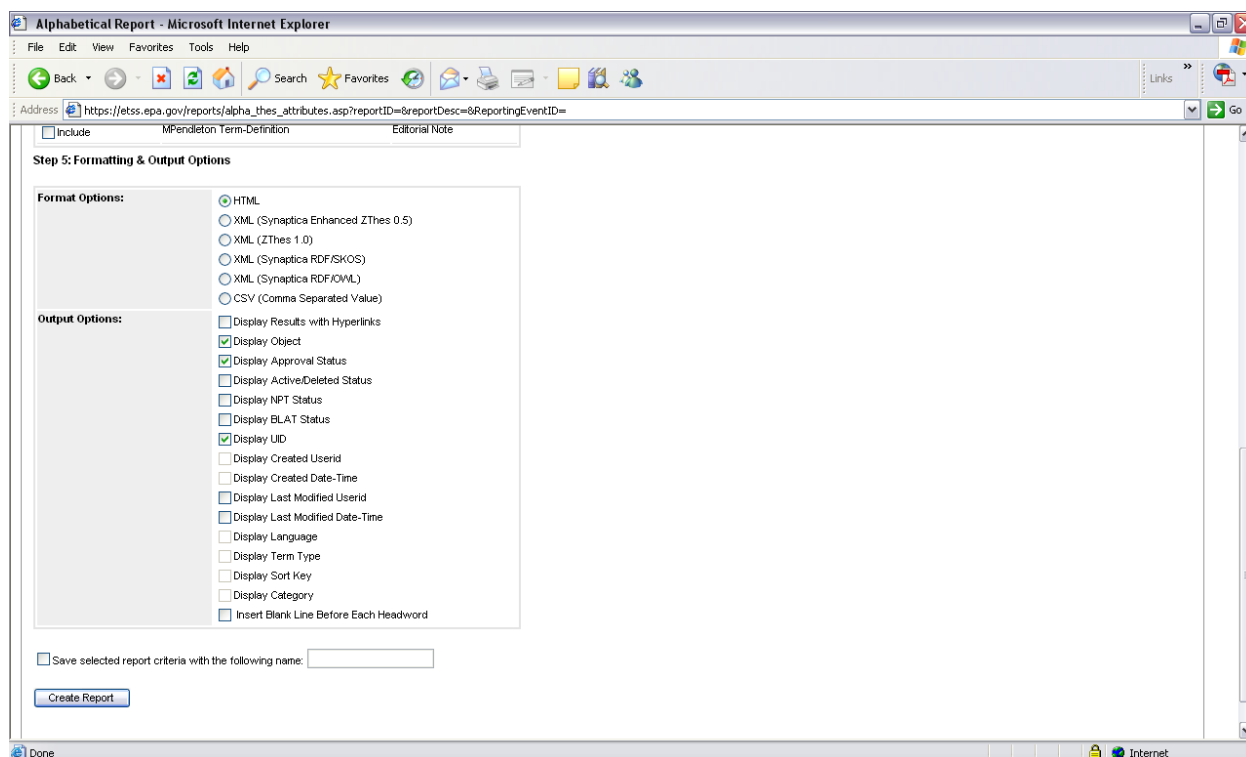 Alphabetical Report - Microsoft Internet Explorer
File Edit View Favorites Tools Help
Back Search Favorites Links
Address https://etss.epa.gov/reports/alpha_thes_attributes.asp?reportID=&reportDesc=&ReportingEventID= Go
Include MPendleton Term-Definition Editorial Note
Step 5: Formatting & Output Options
Format Options: HTML
XML (Synaptica Enhanced ZThes 0.5)
XML (ZThes 1.0)
XML (Synaptica RDF/SKOS)
XML (Synaptica RDF/OWL)
CSV (Comma Separated Value)
Output Options: Display Results with Hyperlinks
Display Object
Display Approval Status
Display Active/Deleted Status
Display NPT Status
Display BLAT Status
Display UID
Display Created Userid
Display Created Date-Time
Display Last Modified Userid
Display Last Modified Date-Time
Display Language
Display Term Type
Display Sort Key
Display Category
Insert Blank Line Before Each Headword
Save selected report criteria with the following name:
Create Report
Done Internet